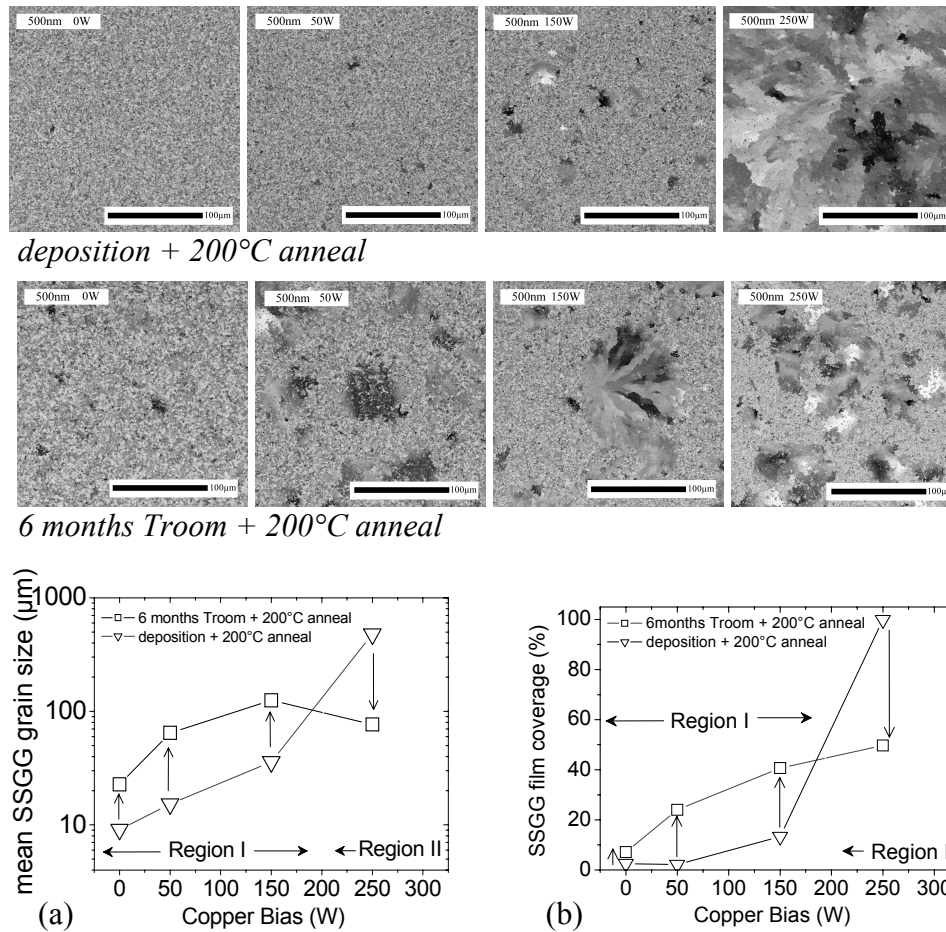 500nm 0W
500nm 50W
500nm 150W
500nm 250W
100µm
100µm
100µm
100µm
deposition + 200°C anneal
500nm 0W
500nm 50W
500nm 150W
500nm 250W
100µm
100µm
100µm
100µm
6 months Troom + 200°C anneal
mean SSGG grain size (µm)
1000
100
10
6 months Troom + 200°C anneal
deposition + 200°C anneal
Region I
Region II
0 50 100 150 200 250 300
(a)
Copper Bias (W)
SSGG film coverage (%)
100
80
60
40
20
0
6months Troom + 200°C anneal
deposition + 200°C anneal
Region I
Region I
0 50 100 150 200 250 300
(b)
Copper Bias (W)